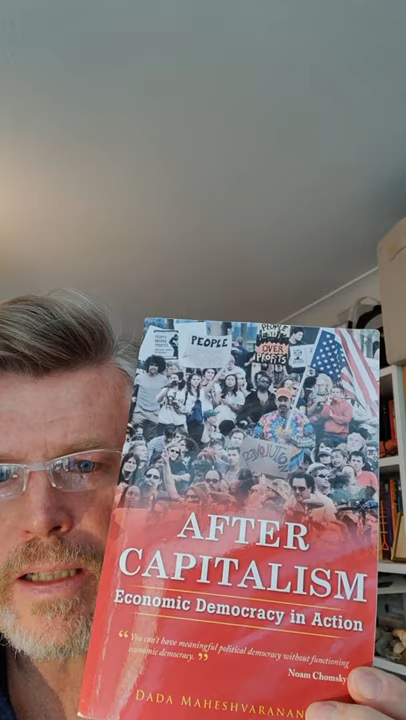 PEOPLE
PEOPLE
OVER
PROFITS
REVOLUTION
AFTER
CAPITALISM
Economic Democracy in Action
“You can't have meaningful political democracy without functioning
economic democracy.”
Noam Chomsky
DADA MAHESHVARANAN